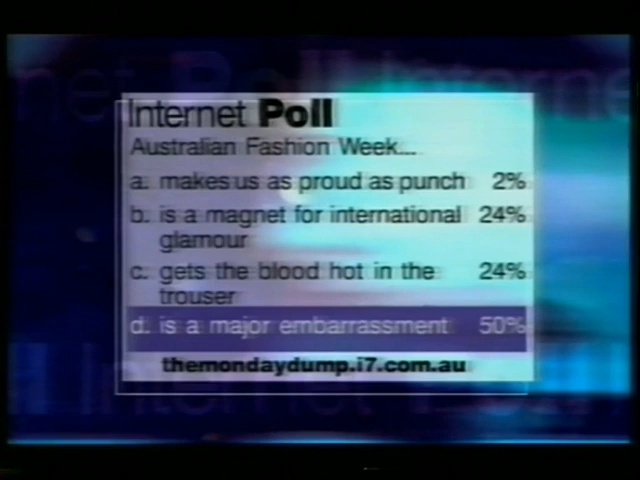 Internet Poll
Australian Fashion Week...
a. makes us as proud as punch 2%
b. is a magnet for international 24%
glamour
c. gets the blood hot in the 24%
trouser
d. is a major embarrassment 50%
themondaydump.i7.com.au